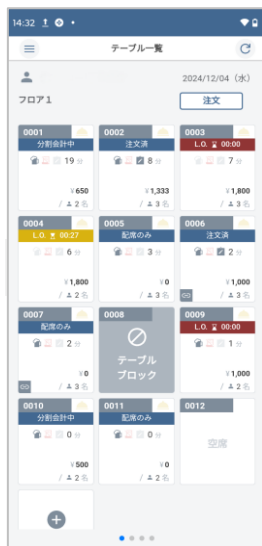 14:32
テーブル一覧
2024/12/04（水）
フロア1
注文
0001 0002 0003
分割会計中 注文済 L.O. 00:00
19 分 8 分 7 分
¥650 ¥1,333 ¥1,800
/ 2 名 / 3 名 / 3 名
0004 0005 0006
L.O. 00:27 配席のみ 注文済
6 分 3 分 2 分
¥1,800 ¥0 ¥1,000
/ 2 名 / 3 名 / 3 名
0007 0008 0009
配席のみ テーブル L.O. 00:00
2 分 ブロック 1 分
¥0 ¥1,000
/ 3 名 / 2 名
0010 0011 0012
分割会計中 配席のみ 空席
0 分 0 分
¥500 ¥0
/ 2 名 / 2 名